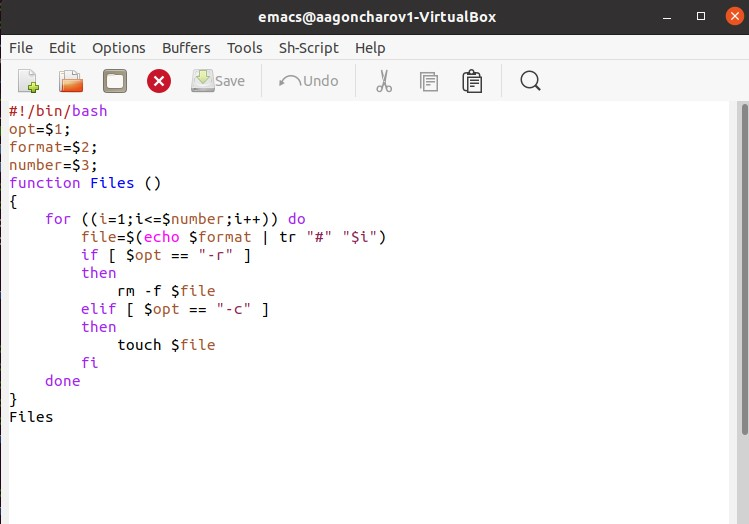 emacs@aagoncharov1-VirtualBox
File Edit Options Buffers Tools Sh-Script Help
Save Undo
#!/bin/bash
opt=$1;
format=$2;
number=$3;
function Files ()
{
    for ((i=1;i<=$number;i++)) do
        file=$(echo $format | tr "#" "$i")
        if [ $opt == "-r" ]
        then
            rm -f $file
        elif [ $opt == "-c" ]
        then
            touch $file
        fi
    done
}
Files